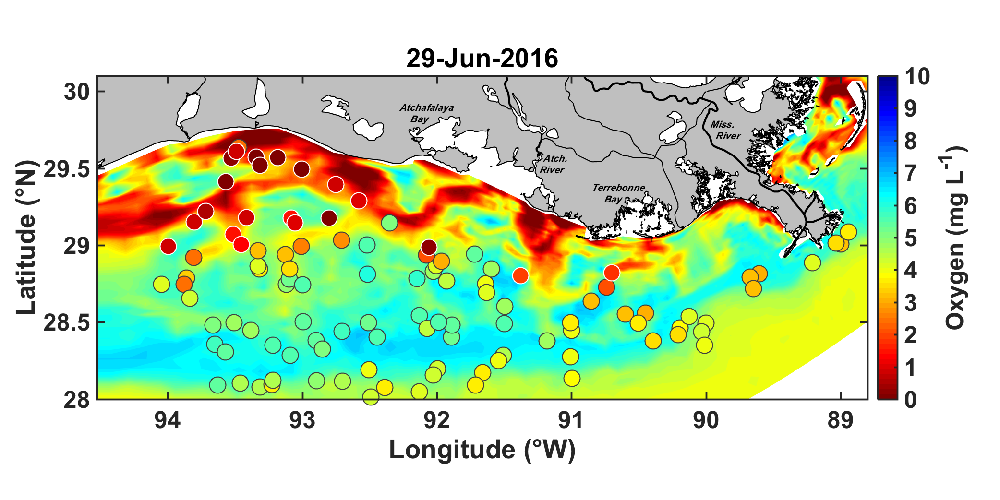 29-Jun-2016
30
29.5
29
28.5
28
Latitude (°N)
Atchafalaya
Bay
Atch.
River
Terrebonne
Bay
Miss.
River
94
93
92
91
90
89
Longitude (°W)
10
9
8
7
6
5
4
3
2
1
0
Oxygen (mg L-1)